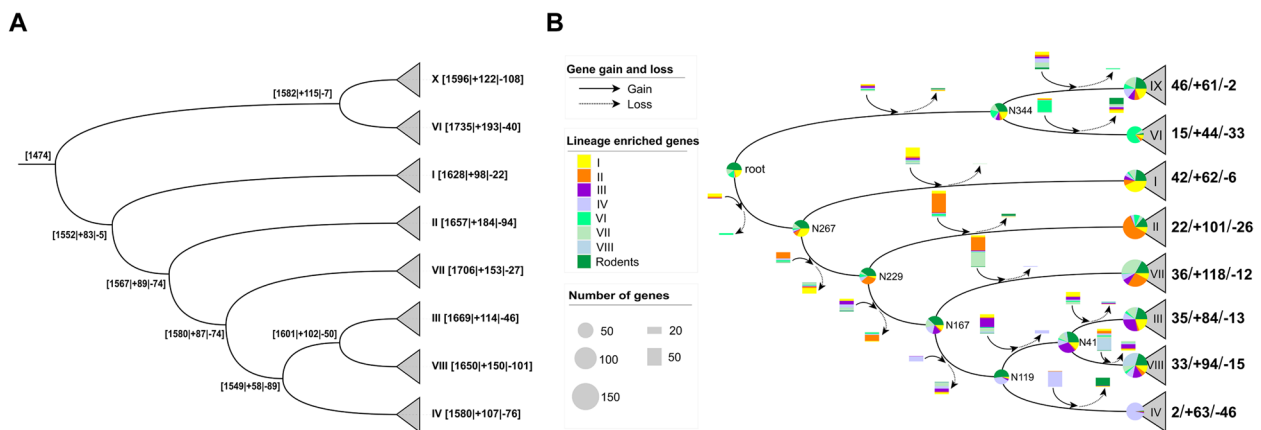 A
X [1596|+122|-108]
[1582|+115|-7]
VI [1735|+193|-40]
[1474]
I [1628|+98|-22]
II [1657|+184|-94]
[1552|+83|-5]
VII [1706|+153|-27]
[1567|+89|-74]
III [1669|+114|-46]
[1580|+87|-74]
[1601|+102|-50]
VIII [1650|+150|-101]
[1549|+58|-89]
IV [1580|+107|-76]
B
Gene gain and loss
Gain
Loss
Lineage enriched genes
I
II
III
IV
VI
VII
VIII
Rodents
Number of genes
50
100
150
20
50
IX 46/+61/-2
N344
VI 15/+44/-33
root
I 42/+62/-6
N267
II 22/+101/-26
N229
VII 36/+118/-12
N167
III 35/+84/-13
N41
VIII 33/+94/-15
N119
IV 2/+63/-46